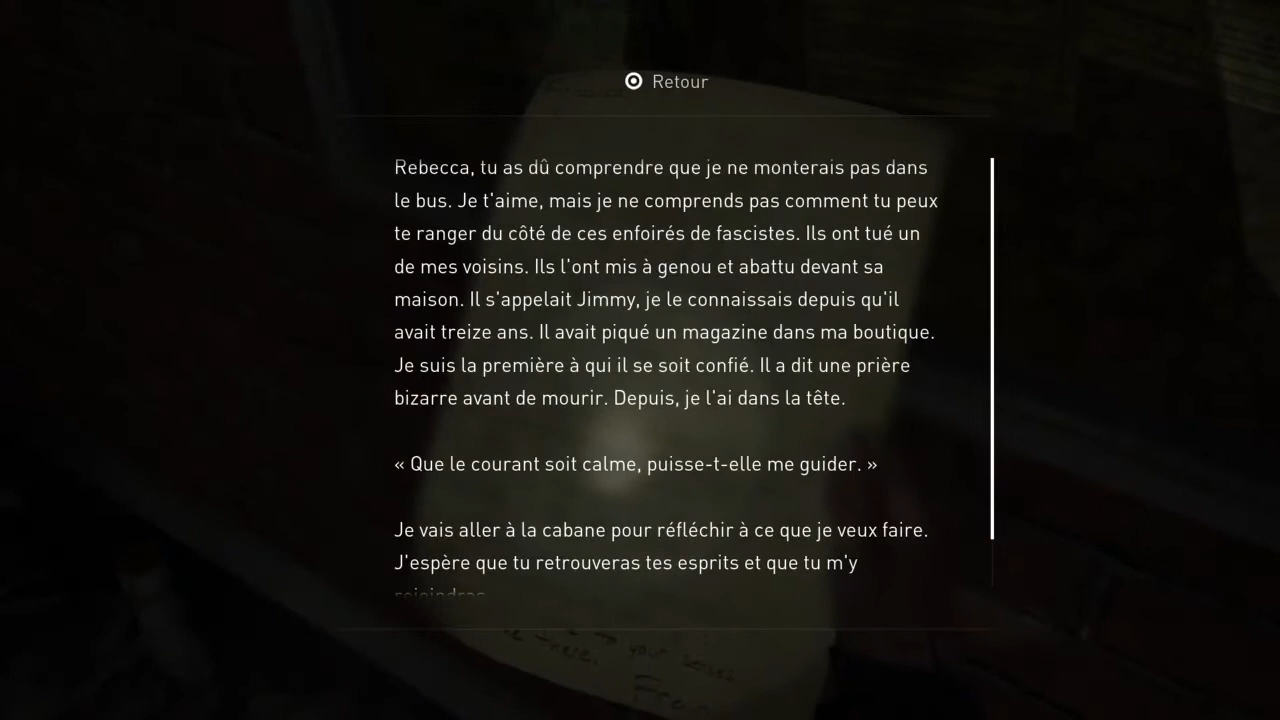 Retour
Rebecca, tu as dû comprendre que je ne monterais pas dans
le bus. Je t'aime, mais je ne comprends pas comment tu peux
te ranger du côté de ces enfoirés de fascistes. Ils ont tué un
de mes voisins. Ils l'ont mis à genou et abattu devant sa
maison. Il s'appelait Jimmy, je le connaissais depuis qu'il
avait treize ans. Il avait piqué un magazine dans ma boutique.
Je suis la première à qui il se soit confié. Il a dit une prière
bizarre avant de mourir. Depuis, je l'ai dans la tête.
« Que le courant soit calme, puisse-t-elle me guider. »
Je vais aller à la cabane pour réfléchir à ce que je veux faire.
J'espère que tu retrouveras tes esprits et que tu m'y
rejoindras
your senses
there.